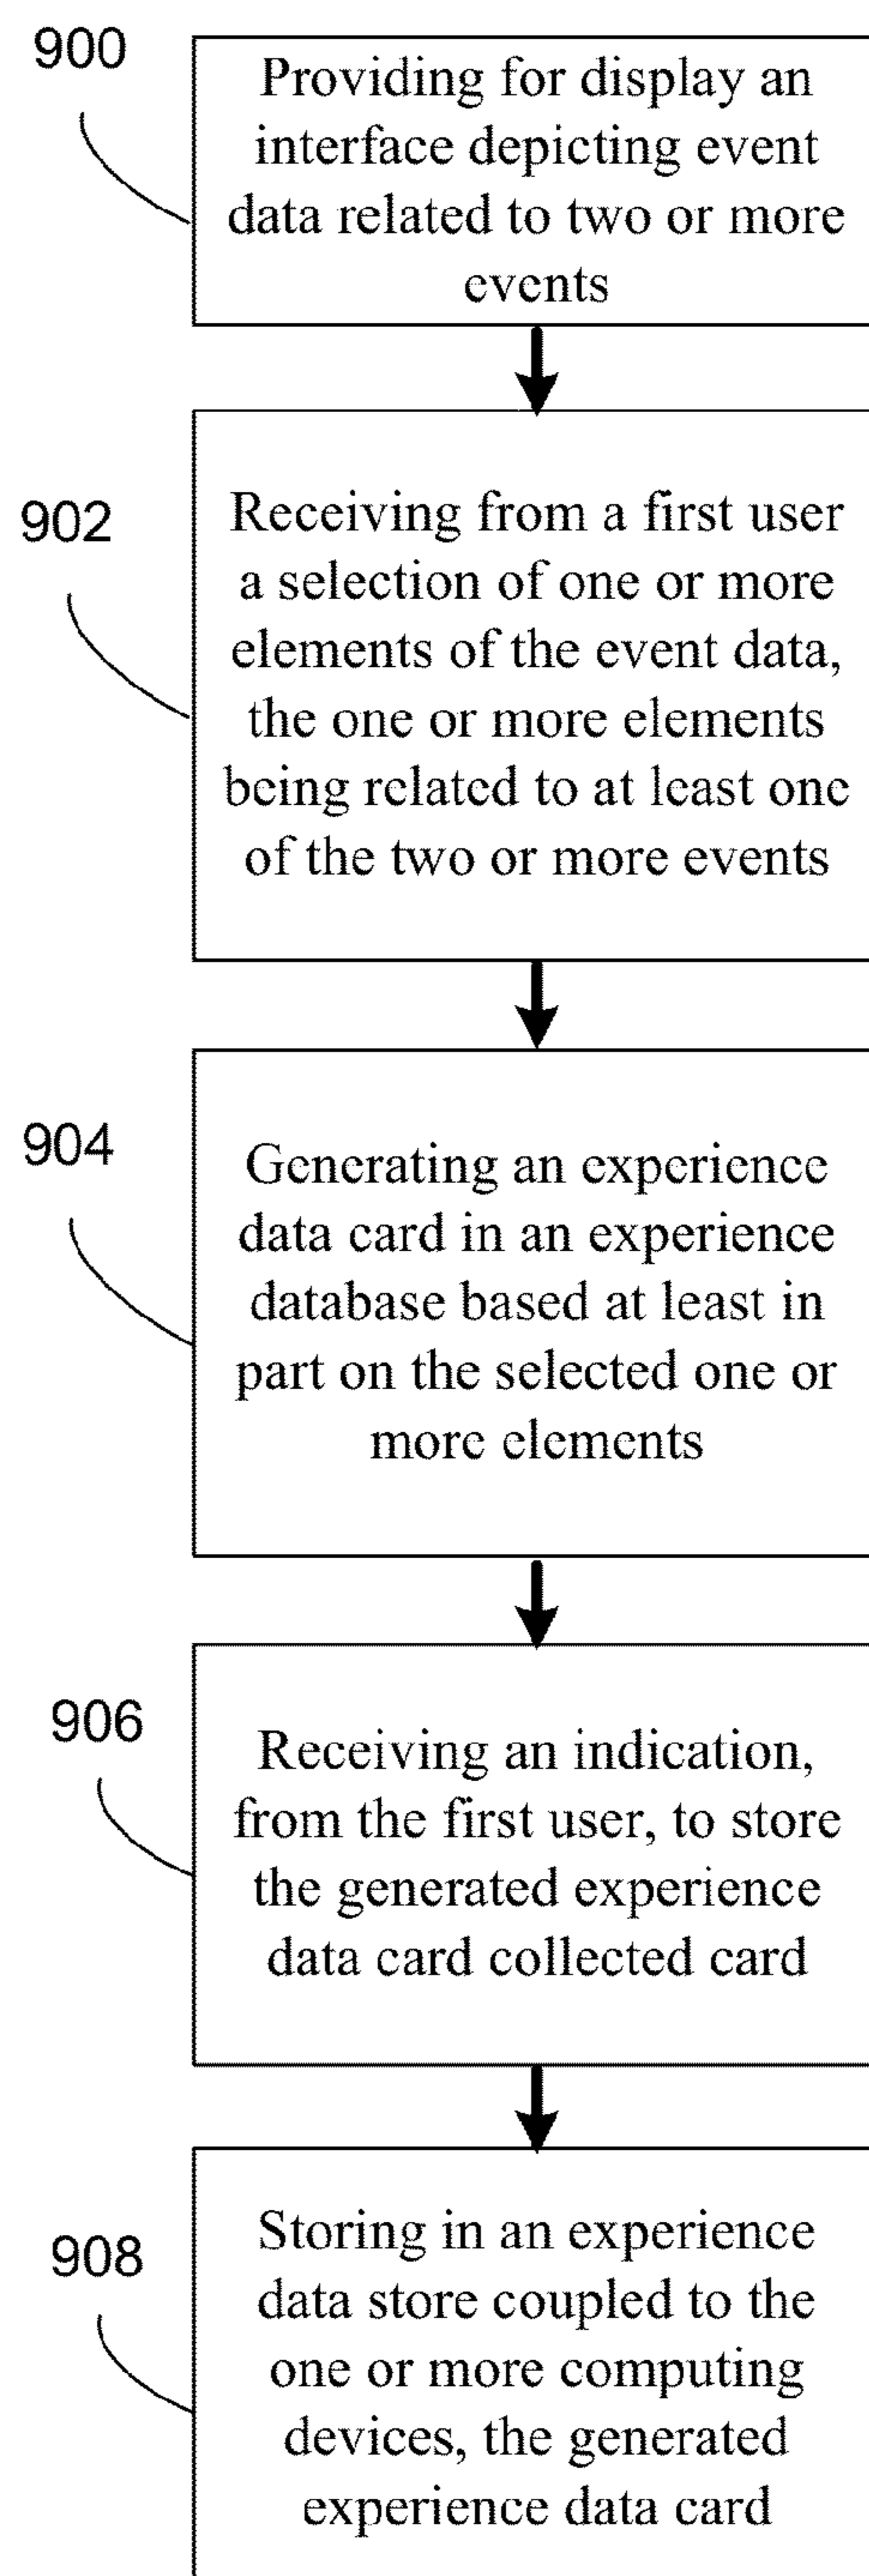 900
Providing for display an
interface depicting event
data related to two or more
events
902
Receiving from a first user
a selection of one or more
elements of the event data,
the one or more elements
being related to at least one
of the two or more events
904
Generating an experience
data card in an experience
database based at least in
part on the selected one or
more elements
906
Receiving an indication,
from the first user, to store
the generated experience
data card collected card
908
Storing in an experience
data store coupled to the
one or more computing
devices, the generated
experience data card